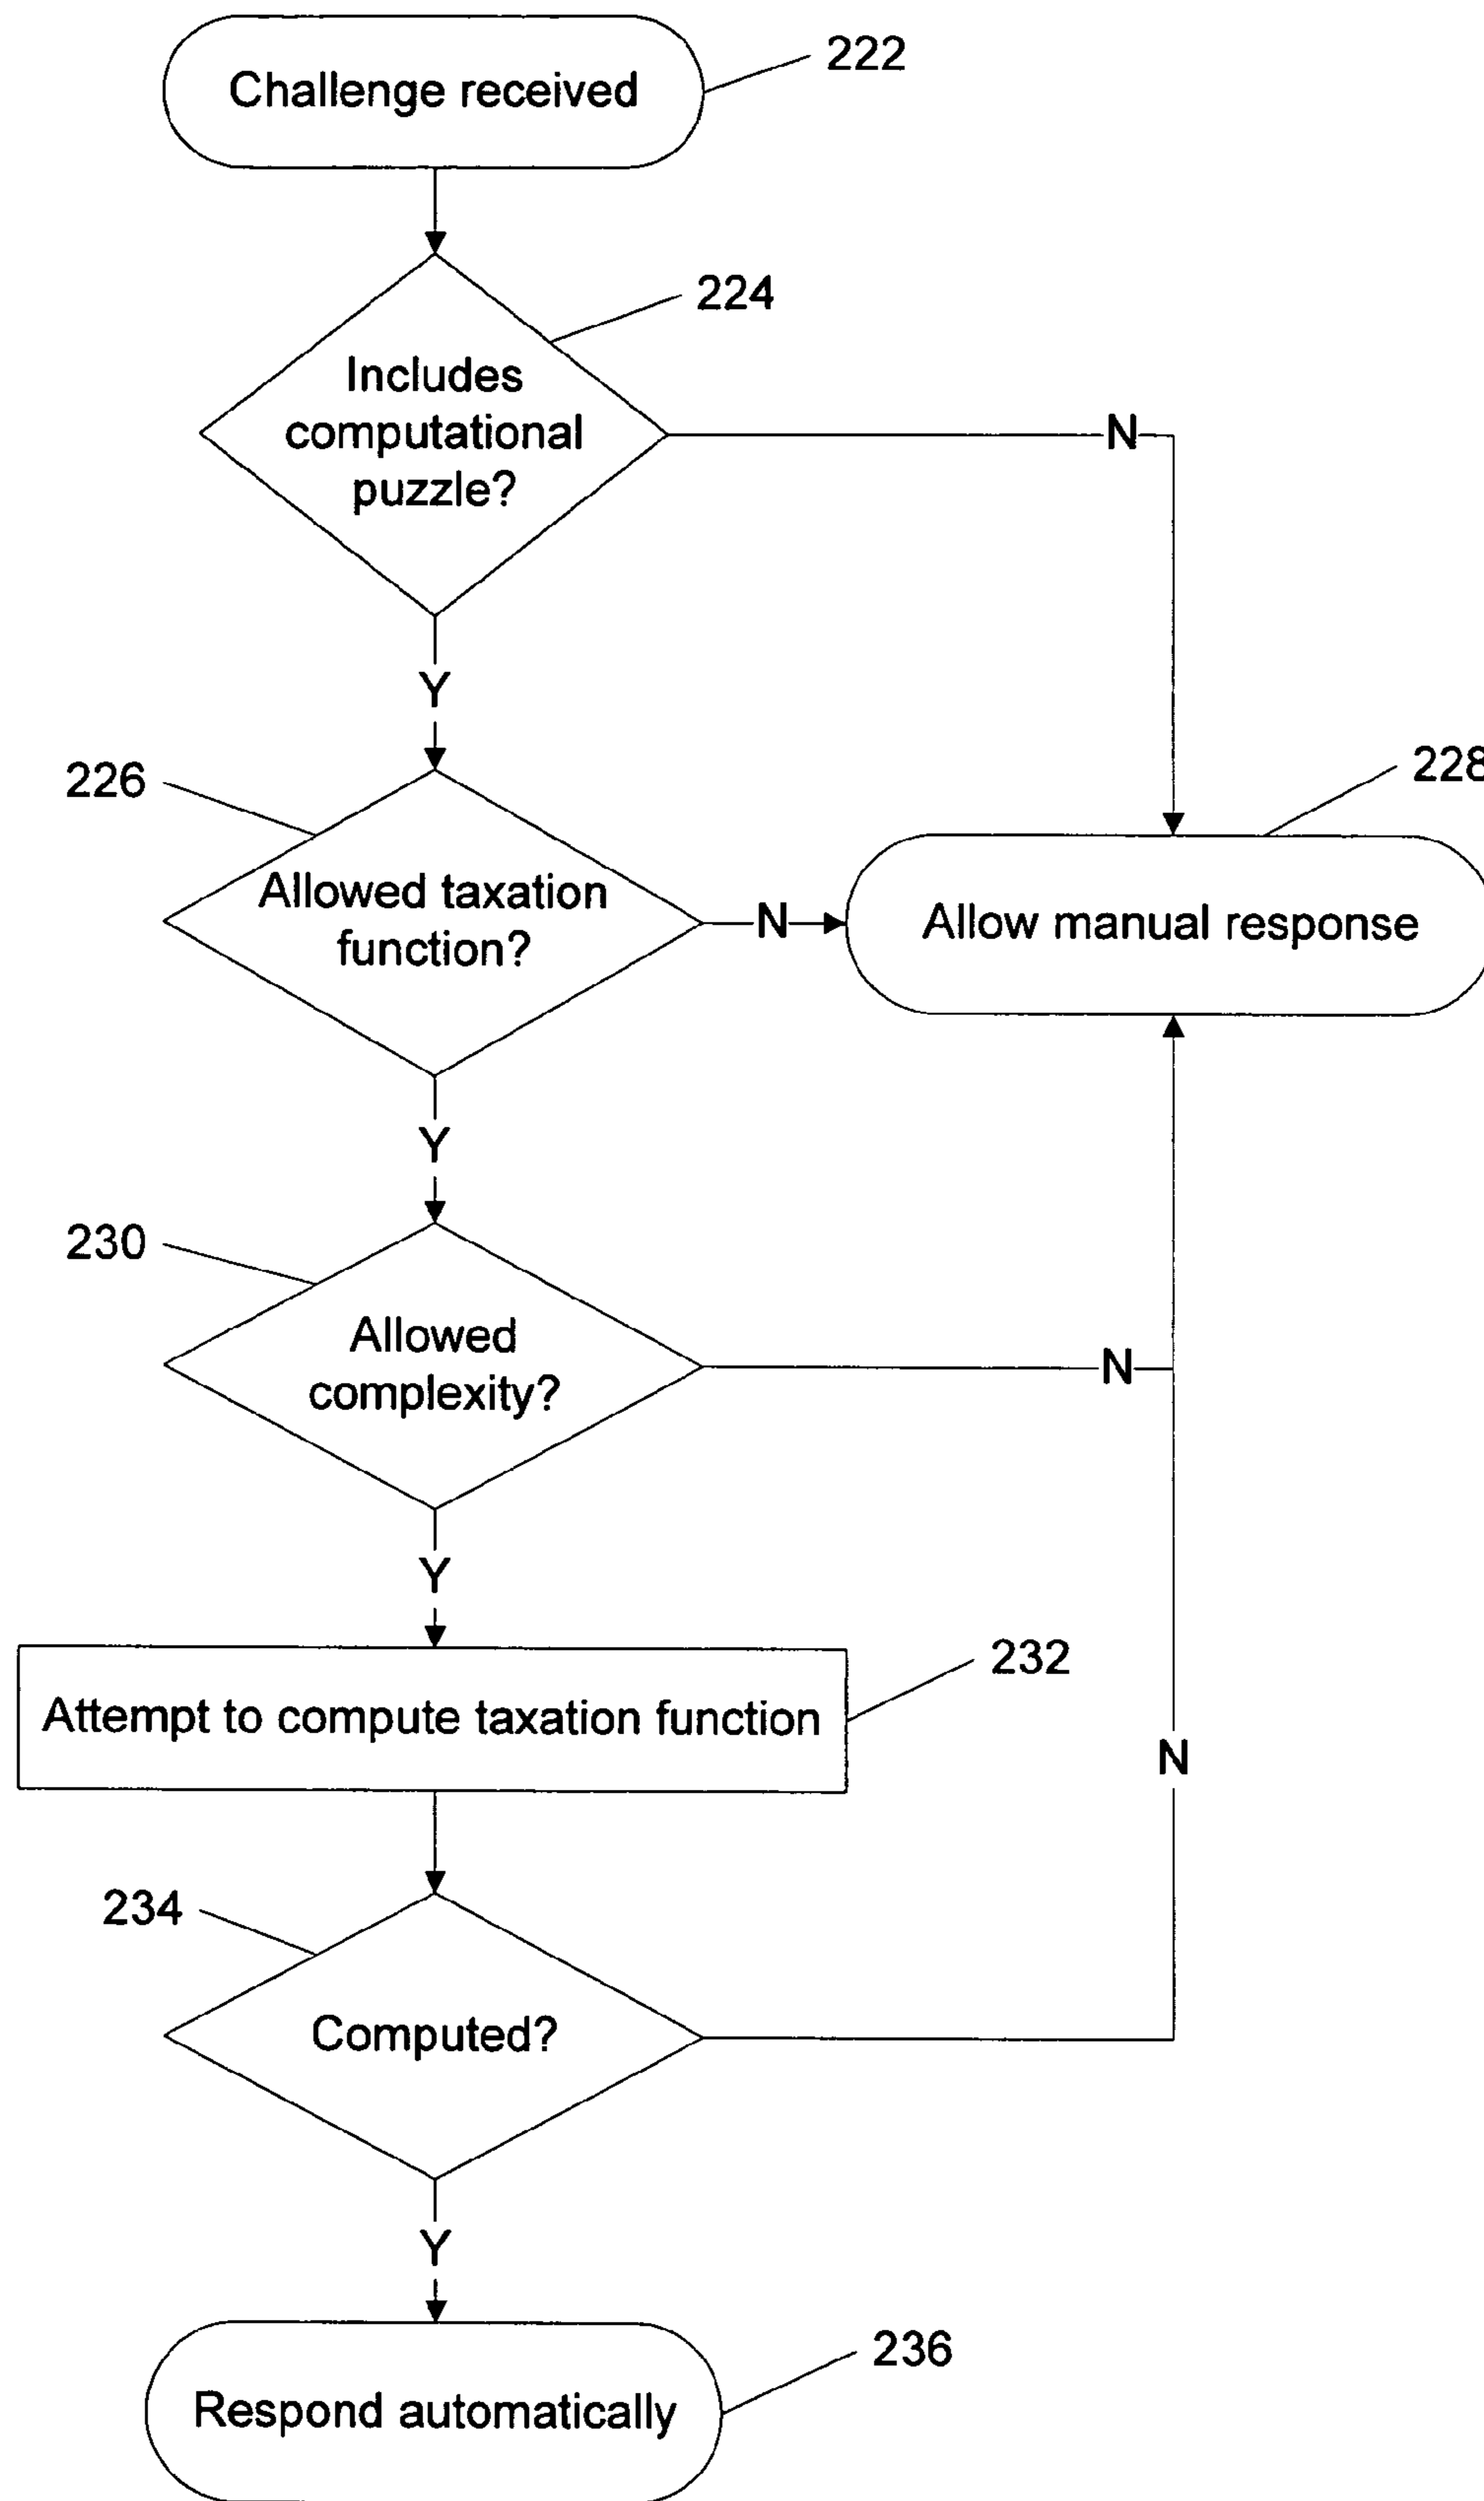 Challenge received
222
Includes
computational
puzzle?
224
N
Y
226
Allowed taxation
function?
N
228
Allow manual response
Y
230
Allowed
complexity?
N
Y
Attempt to compute taxation function
232
N
234
Computed?
Y
Respond automatically
236